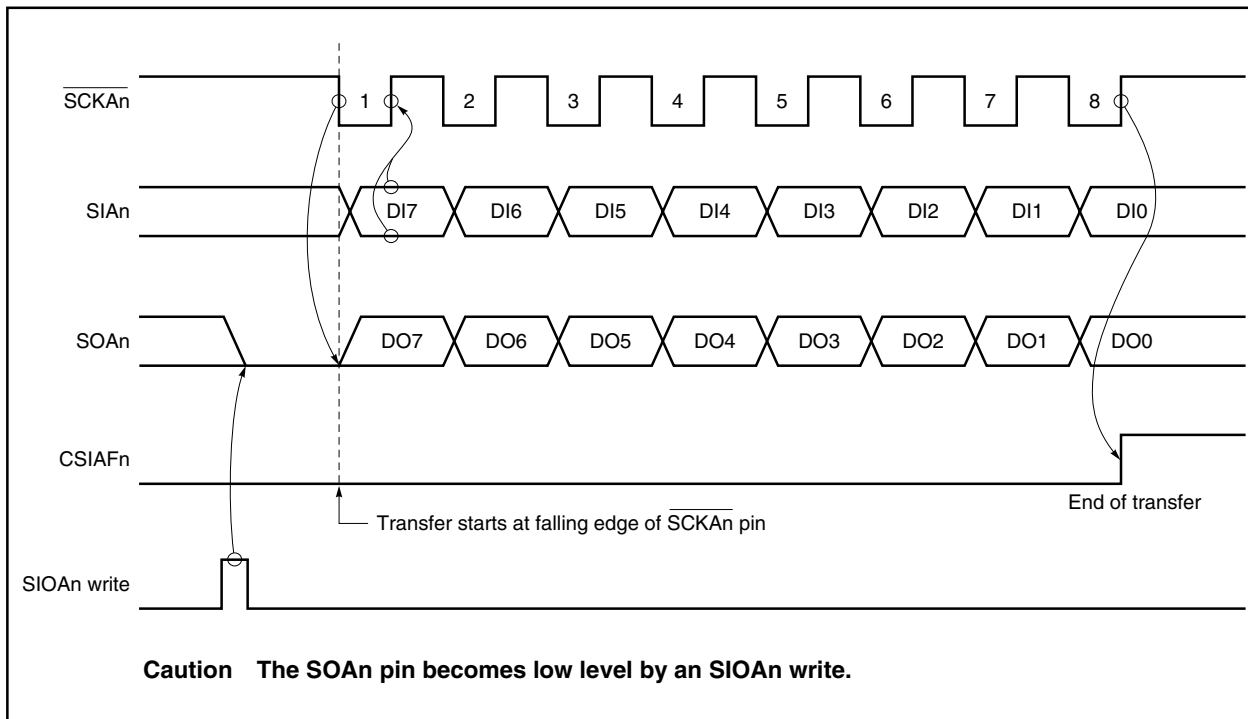 SCKAn 1 2 3 4 5 6 7 8
SIAn DI7 DI6 DI5 DI4 DI3 DI2 DI1 DI0
SOAn DO7 DO6 DO5 DO4 DO3 DO2 DO1 DO0
CSIAFn
End of transfer
Transfer starts at falling edge of SCKAn pin
SIOAn write
Caution The SOAn pin becomes low level by an SIOAn write.